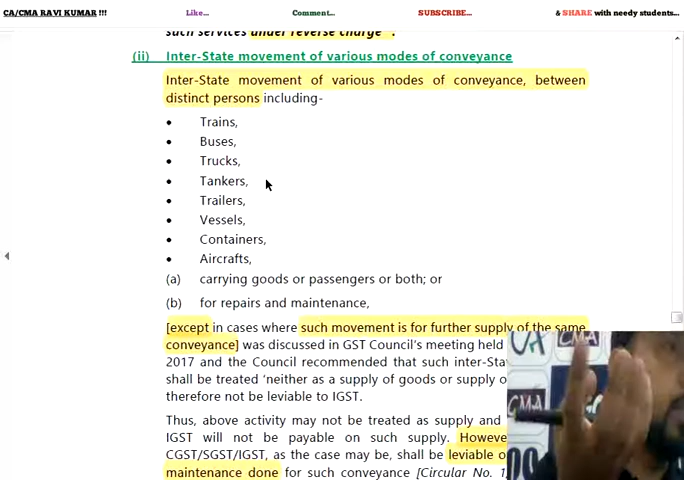 CA/CMA RAVI KUMAR !!!
Like...
Comment...
SUBSCRIBE...
& SHARE with needy students...
such services under reverse charge".
(ii) Inter-State movement of various modes of conveyance
Inter-State movement of various modes of conveyance, between
distinct persons including-
• Trains,
• Buses,
• Trucks,
• Tankers,
• Trailers,
• Vessels,
• Containers,
• Aircrafts,
(a) carrying goods or passengers or both; or
(b) for repairs and maintenance,
[except in cases where such movement is for further supply of the same
conveyance] was discussed in GST Council's meeting held
2017 and the Council recommended that such inter-Sta
shall be treated 'neither as a supply of goods or supply o
therefore not be leviable to IGST.
Thus, above activity may not be treated as supply and
IGST will not be payable on such supply. Howeve
CGST/SGST/IGST, as the case may be, shall be leviable o
maintenance done for such conveyance [Circular No. 1
CA
CMA
CMA